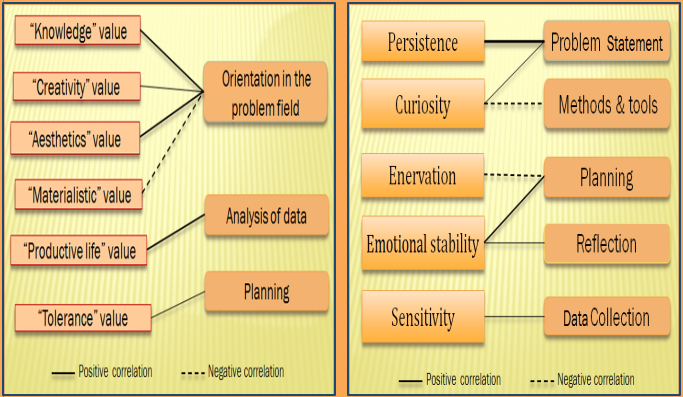 “Knowledge” value
“Creativity” value
“Aesthetics” value
“Materialistic” value
“Productive life” value
“Tolerance” value
Orientation in the
problem field
Analysis of data
Planning
Positive correlation
Negative correlation
Persistence
Curiosity
Enervation
Emotional stability
Sensitivity
Problem Statement
Methods & tools
Planning
Reflection
Data Collection
Positive correlation
Negative correlation